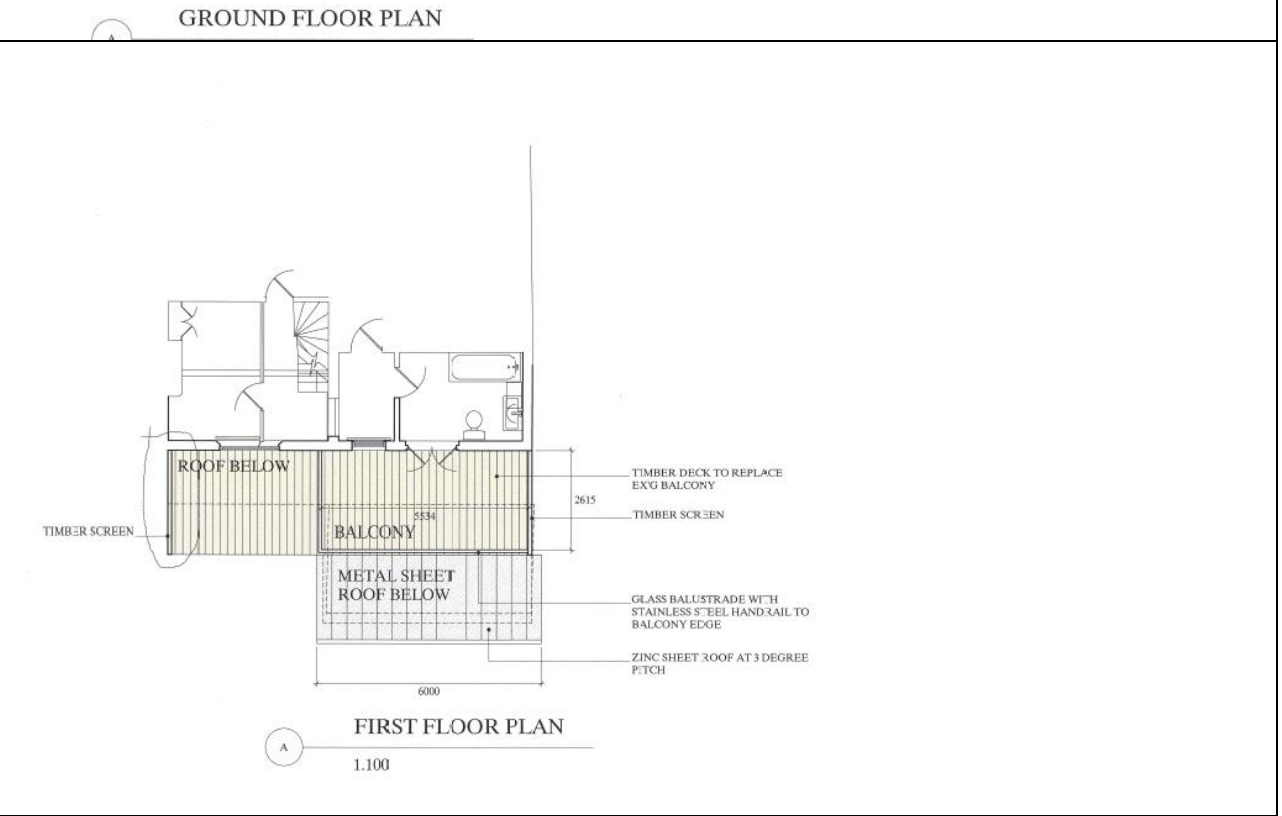 GROUND FLOOR PLAN
A
ROOF BELOW
TIMBER DECK TO REPLACE
EX'G BALCONY
2615
5534
TIMBER SCREEN
BALCONY
TIMBER SCREEN
METAL SHEET
ROOF BELOW
GLASS BALUSTRADE WITH
STAINLESS STEEL HANDRAIL TO
BALCONY EDGE
ZINC SHEET ROOF AT 3 DEGREE
PITCH
6000
FIRST FLOOR PLAN
A
1.100